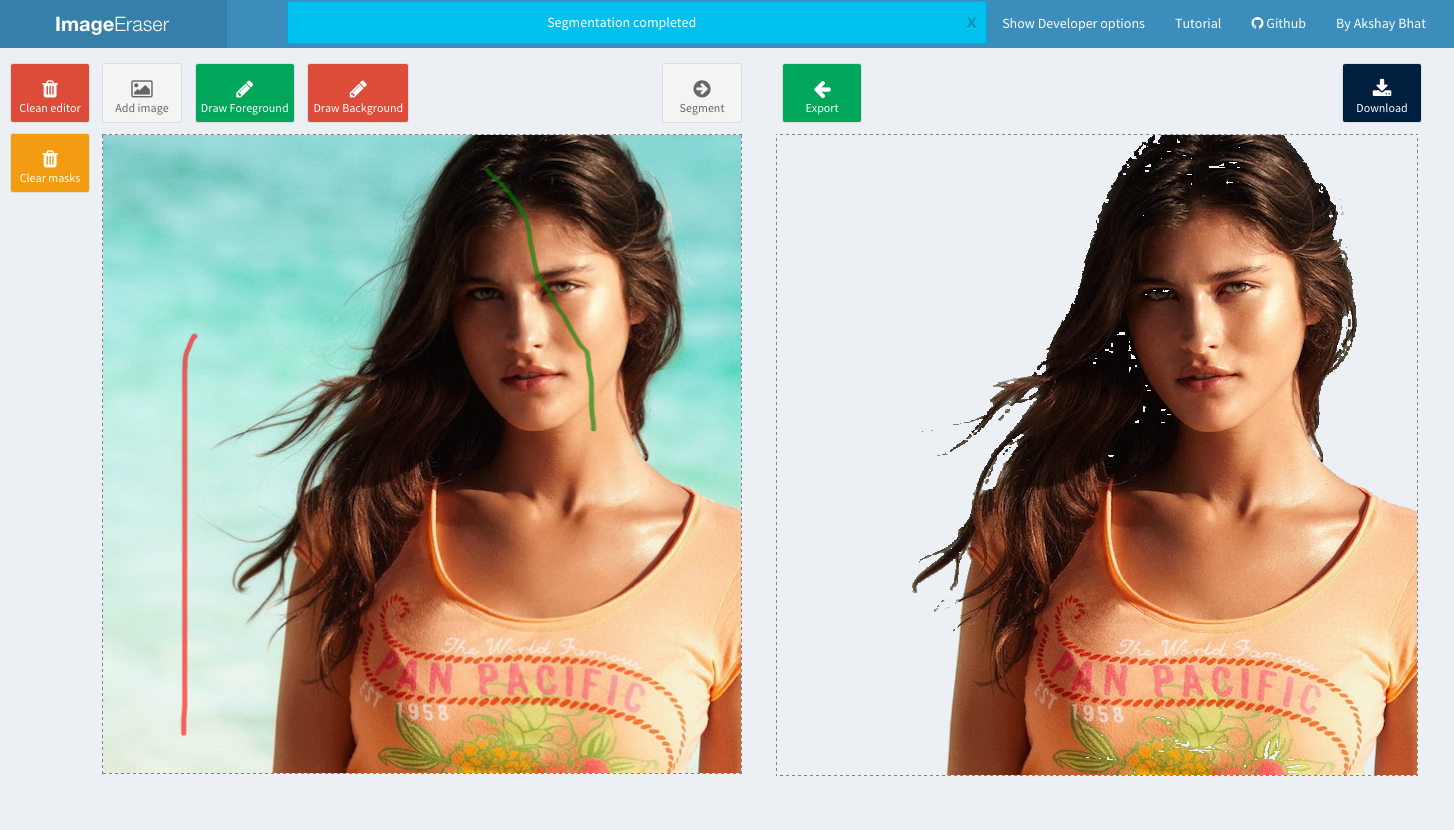 ImageEraser
Segmentation completed
X
Show Developer options
Tutorial
Github
By Akshay Bhat
Clean editor
Add image
Draw Foreground
Draw Background
Segment
Export
Download
Clear masks
The World Famous
PAN PACIFIC
EST
1958
The World Famous
PAN PACIFIC
EST
1958